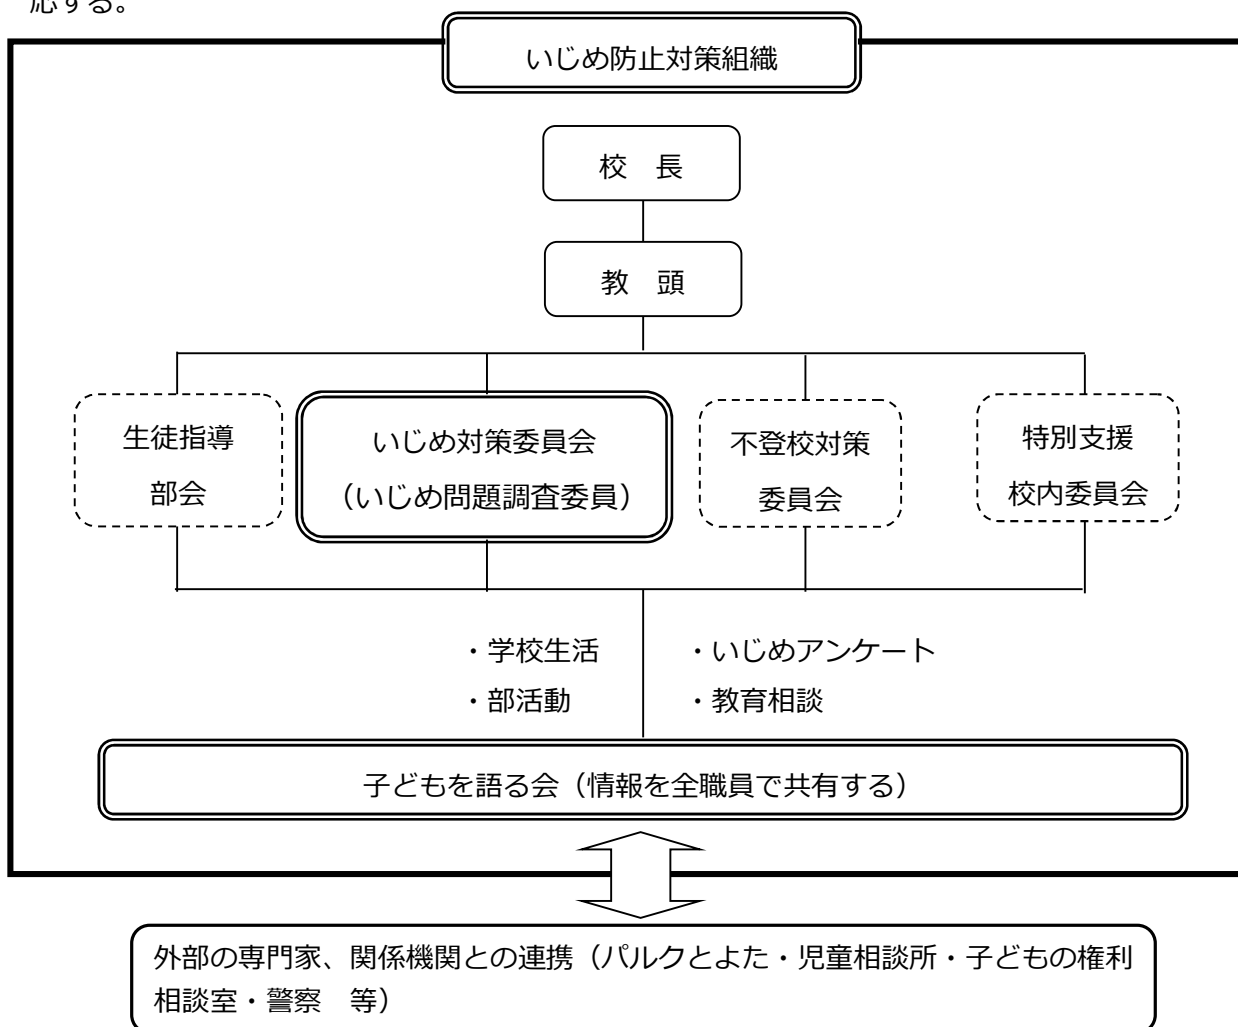 応する。
いじめ防止対策組織
校　長
教　頭
生徒指導
部会
いじめ対策委員会
（いじめ問題調査委員）
不登校対策
委員会
特別支援
校内委員会
・学校生活
・部活動
・いじめアンケート
・教育相談
子どもを語る会（情報を全職員で共有する）
外部の専門家、関係機関との連携（パルクとよた・児童相談所・子どもの権利
相談室・警察　等）